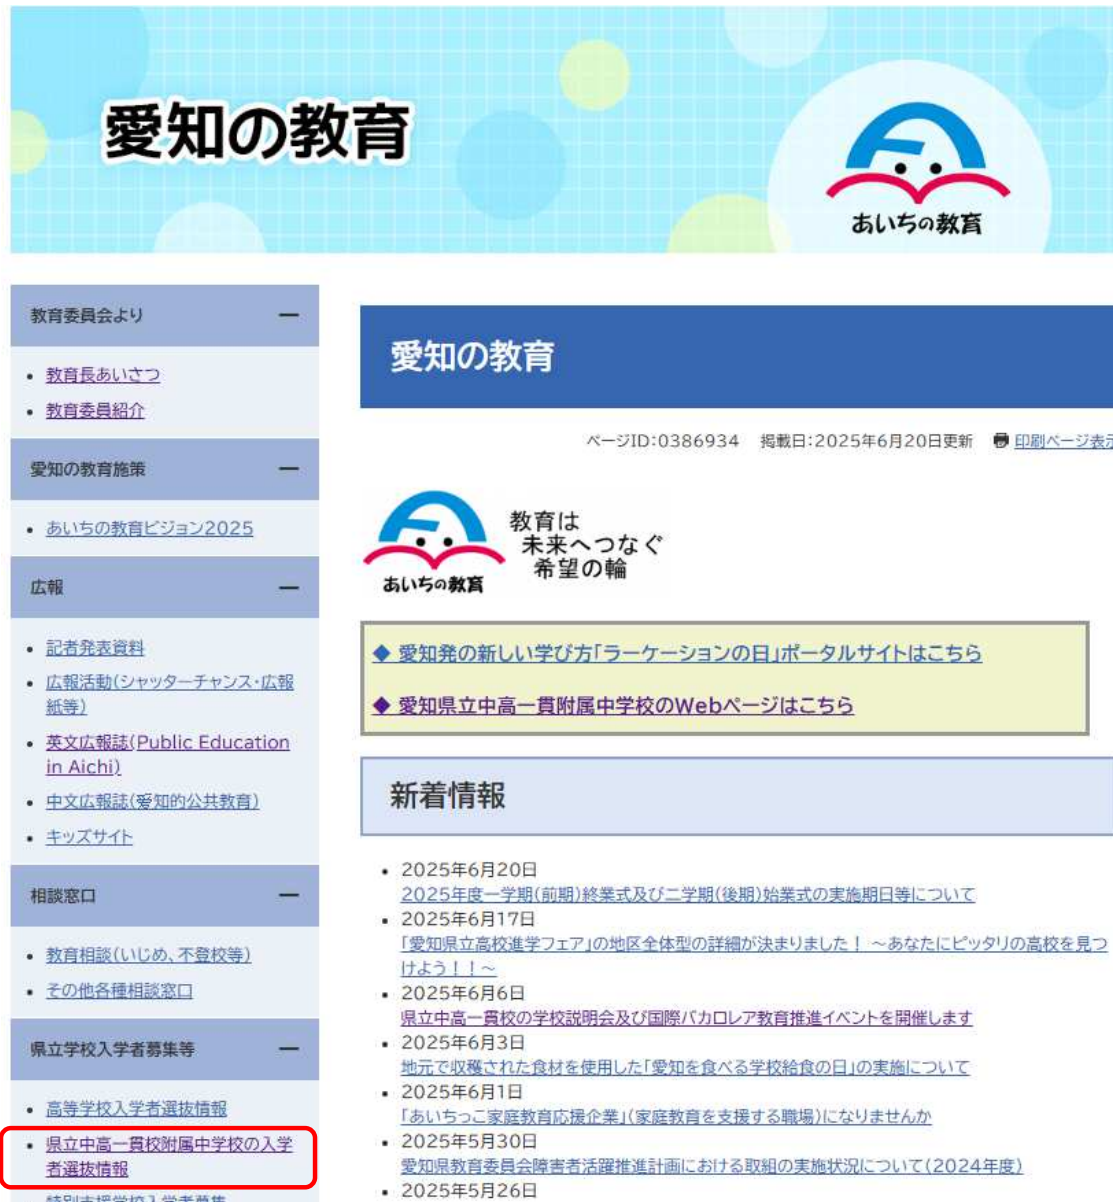 愛知の教育
あいちの教育
教育委員会より
・ 教育長あいさつ
・ 教育委員紹介
愛知の教育施策
・ あいちの教育ビジョン2025
広報
・ 記者発表資料
・ 広報活動(シャッターチャンス・広報
紙等)
・ 英文広報誌(Public Education
in Aichi)
・ 中文広報誌(爱知的公共教育)
・ キッズサイト
相談窓口
・ 教育相談(いじめ、不登校等)
・ その他各種相談窓口
県立学校入学者募集等
・ 高等学校入学者選抜情報
・ 県立中高一貫校附属中学校の入学
者選抜情報
特別支援学校入学者募集
愛知の教育
ページID:0386934 掲載日:2025年6月20日更新 印刷ページ表示
教育は
未来へつなぐ
希望の輪
あいちの教育
◆ 愛知発の新しい学び方「ラーケーションの日」ポータルサイトはこちら
◆ 愛知県立中高一貫附属中学校のWebページはこちら
新着情報
・ 2025年6月20日
2025年度一学期(前期)終業式及び二学期(後期)始業式の実施期日等について
・ 2025年6月17日
「愛知県立高校進学フェア」の地区全体型の詳細が決まりました! ~あなたにピッタリの高校を見つ
けよう!!~
・ 2025年6月6日
県立中高一貫校の学校説明会及び国際バカロレア教育推進イベントを開催します
・ 2025年6月3日
地元で収穫された食材を使用した「愛知を食べる学校給食の日」の実施について
・ 2025年6月1日
「あいちっこ家庭教育応援企業」(家庭教育を支援する職場)になりませんか
・ 2025年5月30日
愛知県教育委員会障害者活躍推進計画における取組の実施状況について(2024年度)
・ 2025年5月26日